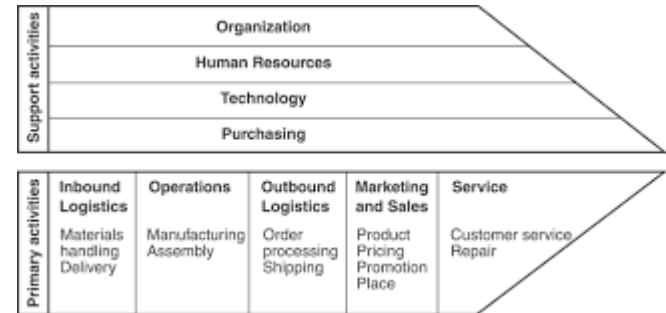 Support activities
Organization
Human Resources
Technology
Purchasing
Primary activities
Inbound
Logistics
Materials
handling
Delivery
Operations
Manufacturing
Assembly
Outbound
Logistics
Order
processing
Shipping
Marketing
and Sales
Product
Pricing
Promotion
Place
Service
Customer service
Repair